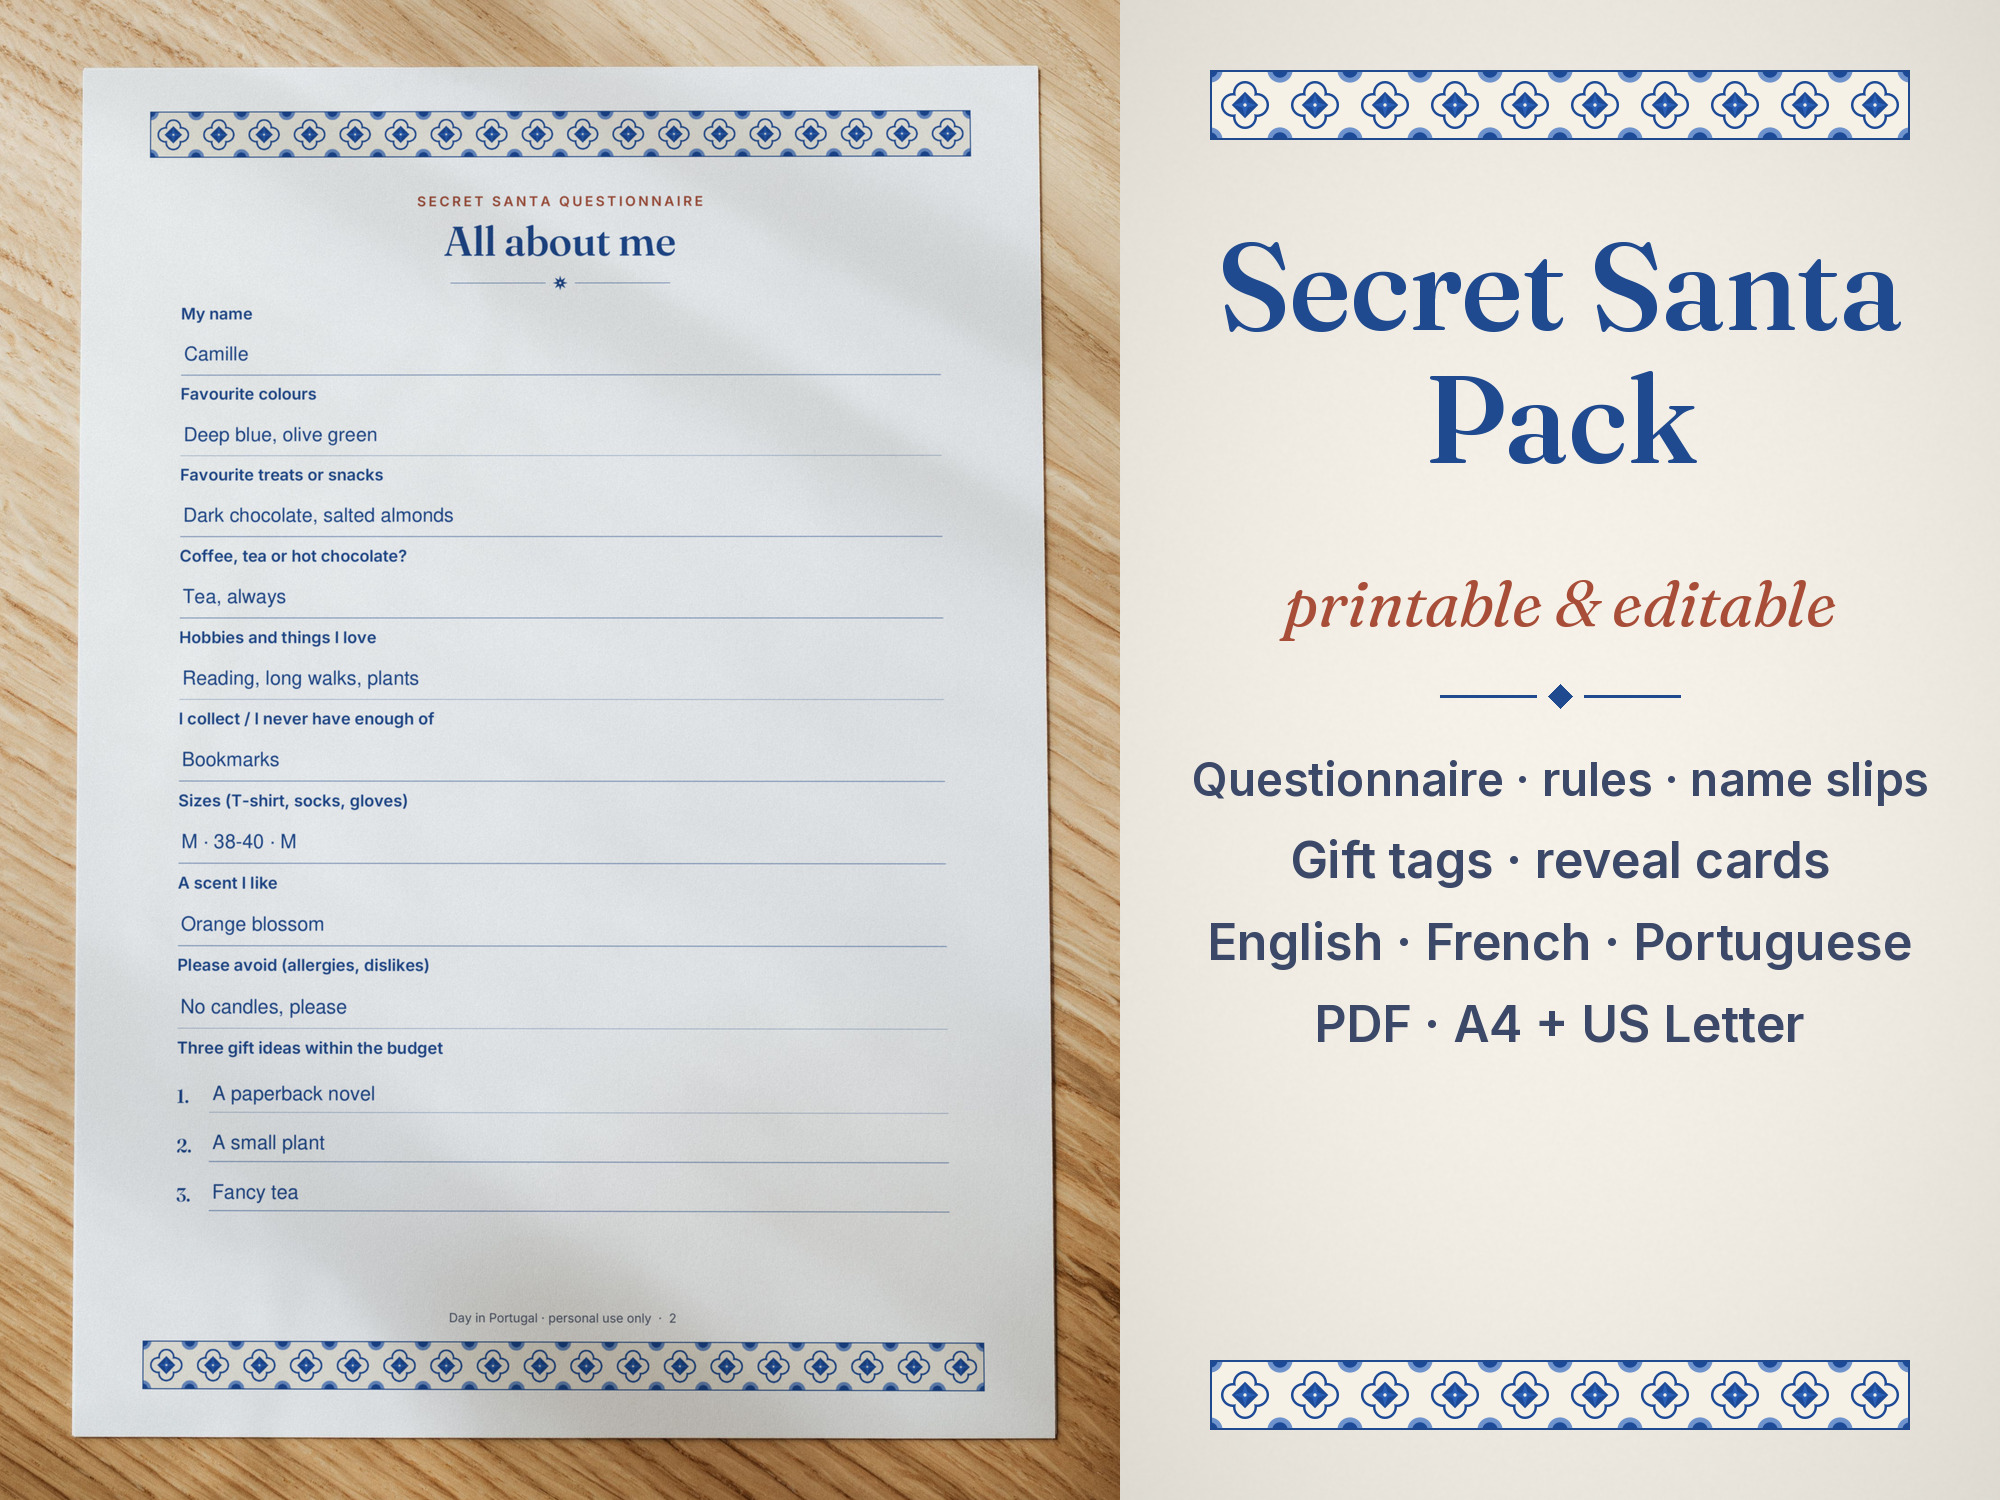 SECRET SANTA QUESTIONNAIRE
All about me
My name
Camille
Favourite colours
Deep blue, olive green
Favourite treats or snacks
Dark chocolate, salted almonds
Coffee, tea or hot chocolate?
Tea, always
Hobbies and things I love
Reading, long walks, plants
I collect / I never have enough of
Bookmarks
Sizes (T-shirt, socks, gloves)
M · 38-40 · M
A scent I like
Orange blossom
Please avoid (allergies, dislikes)
No candles, please
Three gift ideas within the budget
1. A paperback novel
2. A small plant
3. Fancy tea
Day in Portugal · personal use only · 2
Secret Santa
Pack
printable & editable
Questionnaire · rules · name slips
Gift tags · reveal cards
English · French · Portuguese
PDF · A4 + US Letter